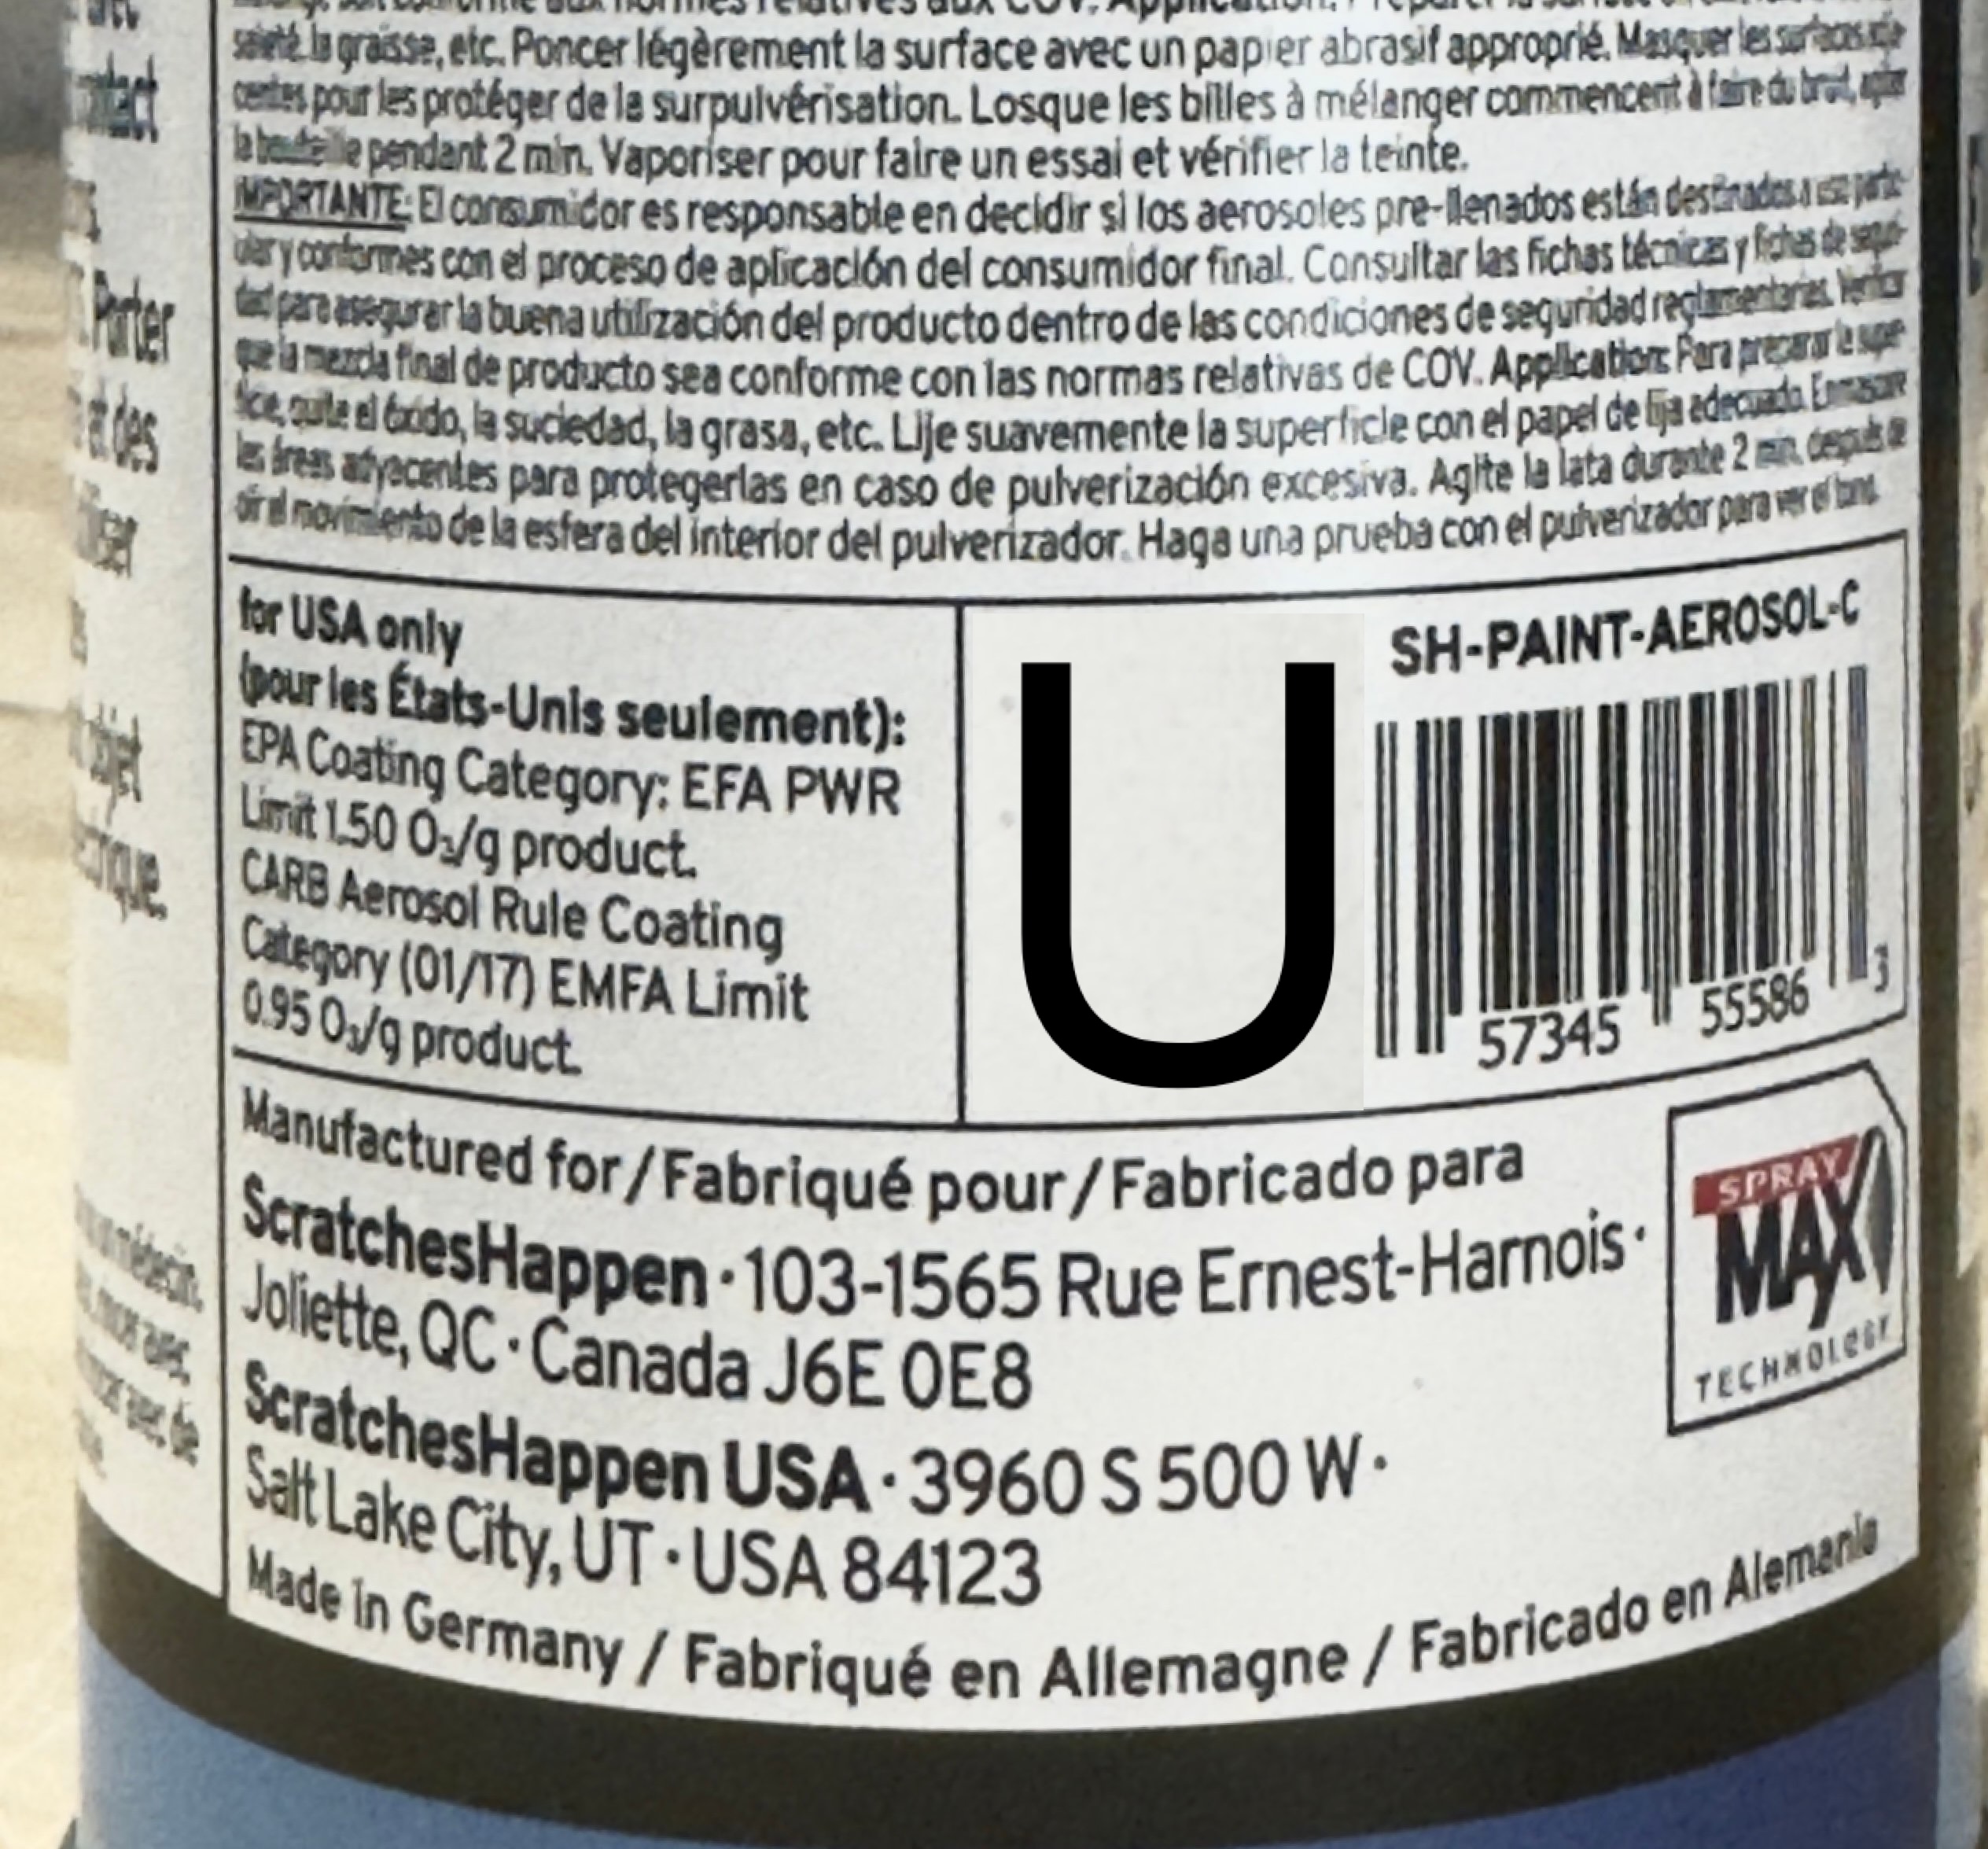 Poncer légèrement la surface avec un papier abrasif approprié. Masquer les surfaces
pour les protéger de la surpulvérisation. Losque les billes à mélanger commencent à faire du bruit,
la bouteille pendant 2 min. Vaporiser pour faire un essai et vérifier la teinte.
IMPORTANTE: El consumidor es responsable en decidir si los aerosoles pre-llenados están destinados a
y conformes con el proceso de aplicación del consumidor final. Consultar las fichas técnicas y fichas de
para asegurar la buena utilización del producto dentro de las condiciones de seguridad reglamentarias.
que la mezcla final de producto sea conforme con las normas relativas de COV. Application: Para preparar la
quite el óxido, la suciedad, la grasa, etc. Lije suavemente la superficie con el papel de lija adecuado.
las áreas adyacentes para protegerlas en caso de pulverización excesiva. Agite la lata durante 2 min. después de
movimiento de la esfera del interior del pulverizador. Haga una prueba con el pulverizador para ver el tono.
for USA only
(pour les États-Unis seulement):
EPA Coating Category: EFA PWR
Limit 1.50 O₃/g product.
CARB Aerosol Rule Coating
Category (01/17) EMFA Limit
0.95 O₃/g product.
U
SH-PAINT-AEROSOL-C
57345 55586 3
Manufactured for/Fabriqué pour/Fabricado para
ScratchesHappen · 103-1565 Rue Ernest-Harnois ·
Joliette, QC · Canada J6E 0E8
ScratchesHappen USA · 3960 S 500 W ·
Salt Lake City, UT · USA 84123
Made in Germany / Fabriqué en Allemagne / Fabricado en Alemania
SPRAY
MAX
TECHNOLOGY